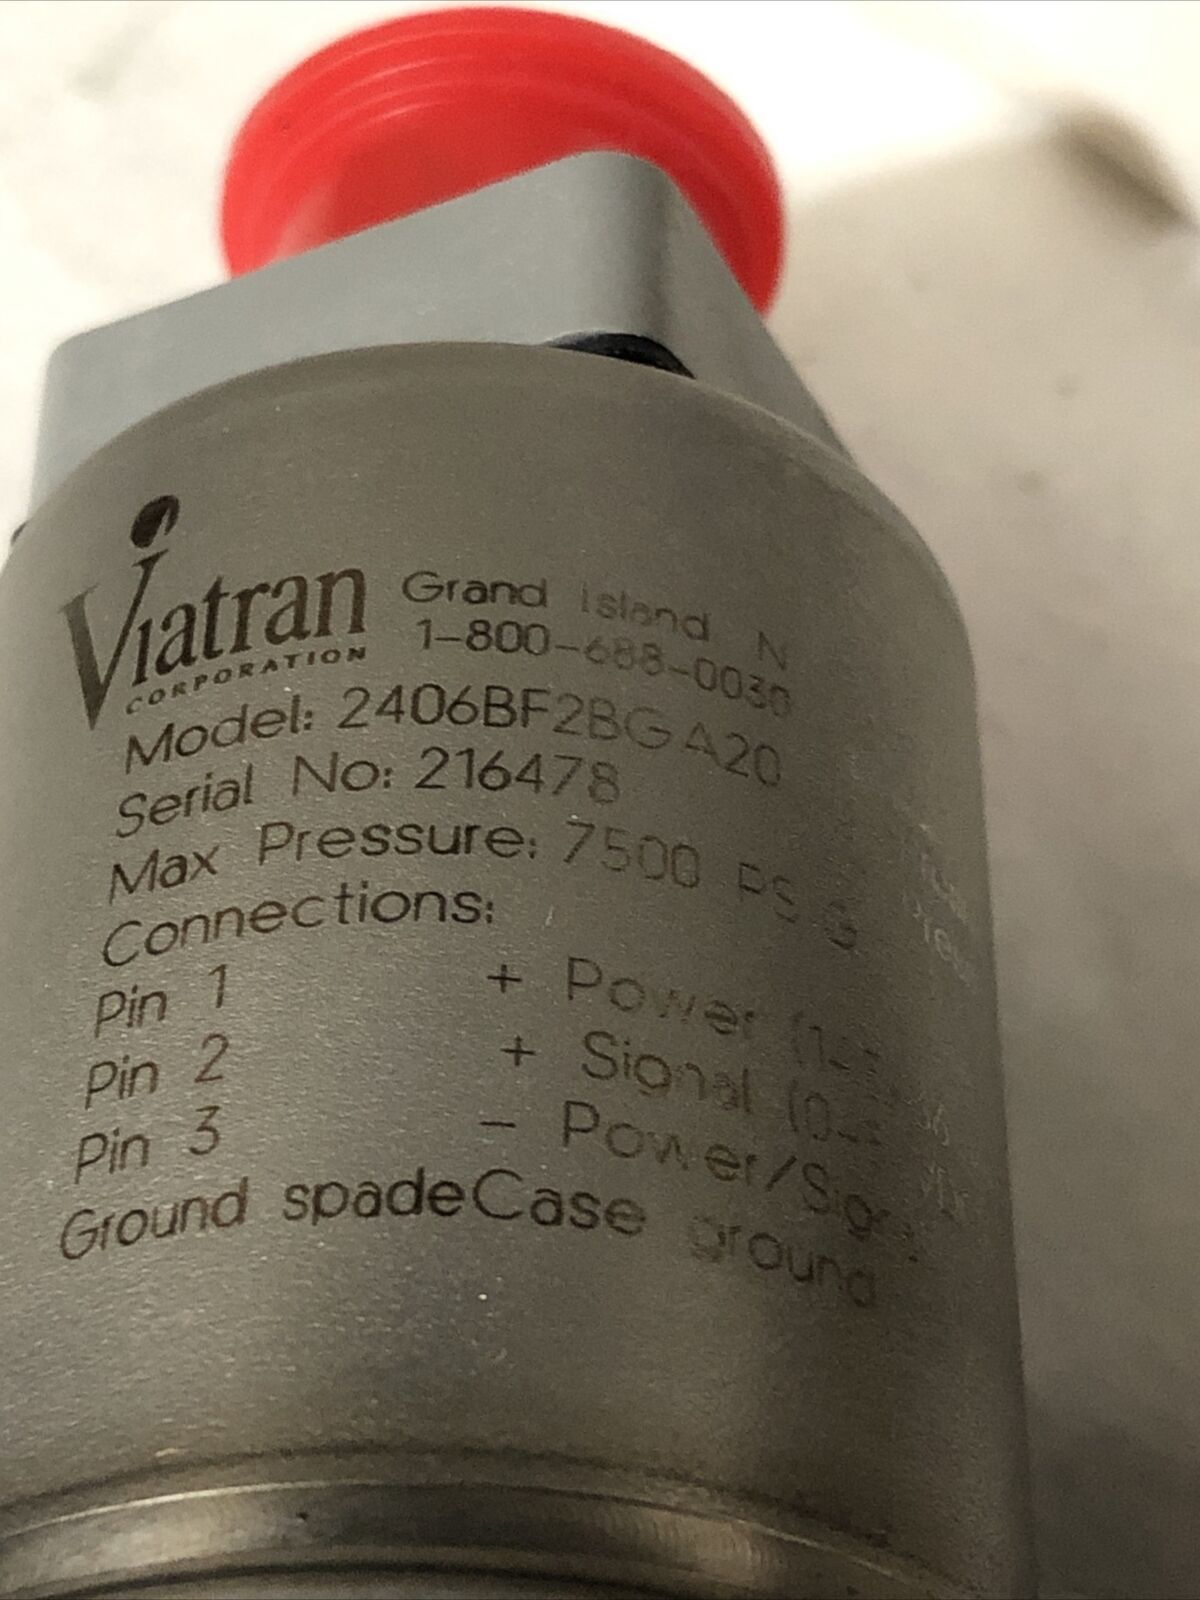 Viatran
CORPORATION
Grand Island N
1-800-688-0030
Model: 2406BF2BGA20
Serial No: 216478
Max Pressure: 7500 PSIG
Connections:
Pin 1 + Power
Pin 2 + Signal
Pin 3 - Power/Sig
Ground spadeCase ground